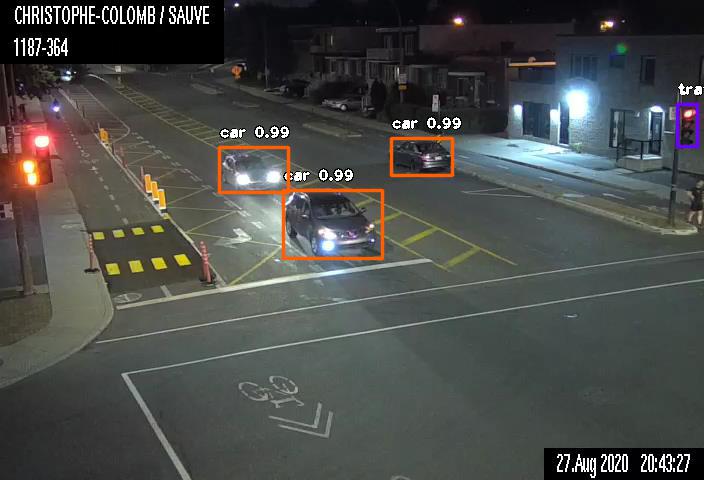 CHRISTOPHE-COLOMB / SAUVE
1187-364
tra
car 0.99
car 0.99
car 0.99
27.Aug 2020 20:43:27